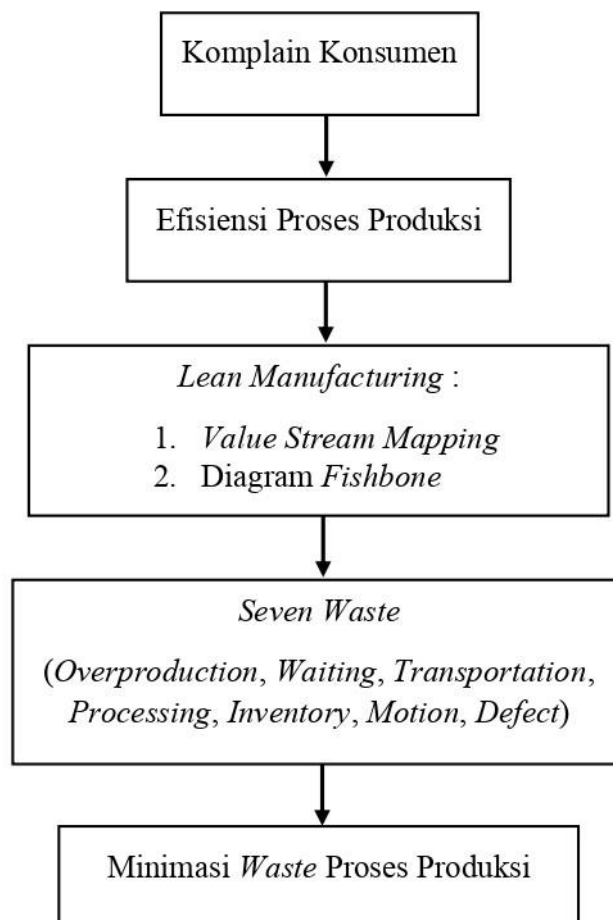 Komplain Konsumen
Efisiensi Proses Produksi
Lean Manufacturing :
1. Value Stream Mapping
2. Diagram Fishbone
Seven Waste
(Overproduction, Waiting, Transportation,
Processing, Inventory, Motion, Defect)
Minimasi Waste Proses Produksi